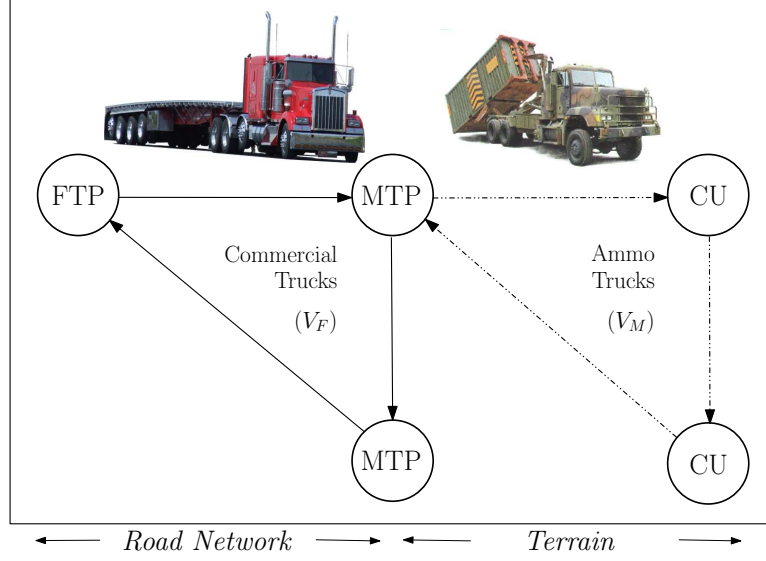 FTP
MTP
CU
Commercial
Trucks
(V_F)
Ammo
Trucks
(V_M)
MTP
CU
Road Network
Terrain